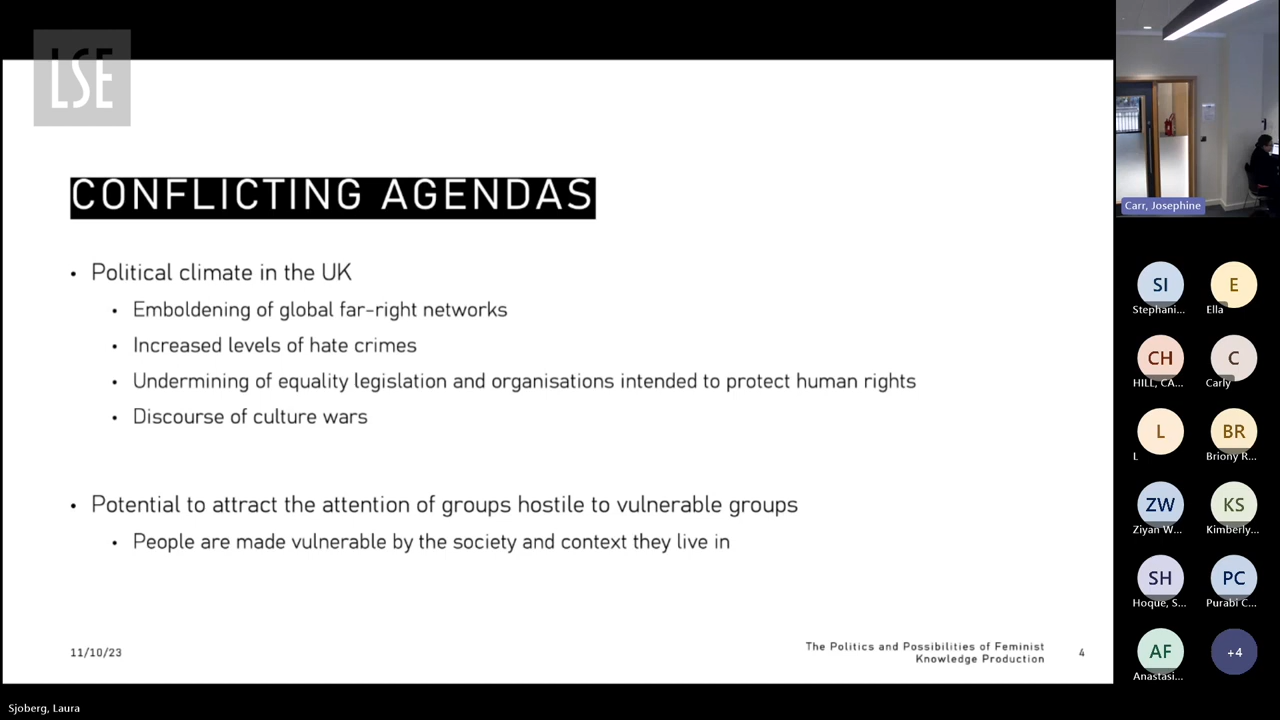 LSE
CONFLICTING AGENDAS
• Political climate in the UK
• Emboldening of global far-right networks
• Increased levels of hate crimes
• Undermining of equality legislation and organisations intended to protect human rights
• Discourse of culture wars
• Potential to attract the attention of groups hostile to vulnerable groups
• People are made vulnerable by the society and context they live in
11/10/23
The Politics and Possibilities of Feminist
Knowledge Production
4
Sjoberg, Laura
Carr, Josephine
SI
Stephani...
E
Ella
CH
HILL, CA...
C
Carly
L
L
BR
Briony R...
ZW
Ziyan W...
KS
Kimberly...
SH
Hoque, S...
PC
Purabi C...
AF
Anastasi...
+4